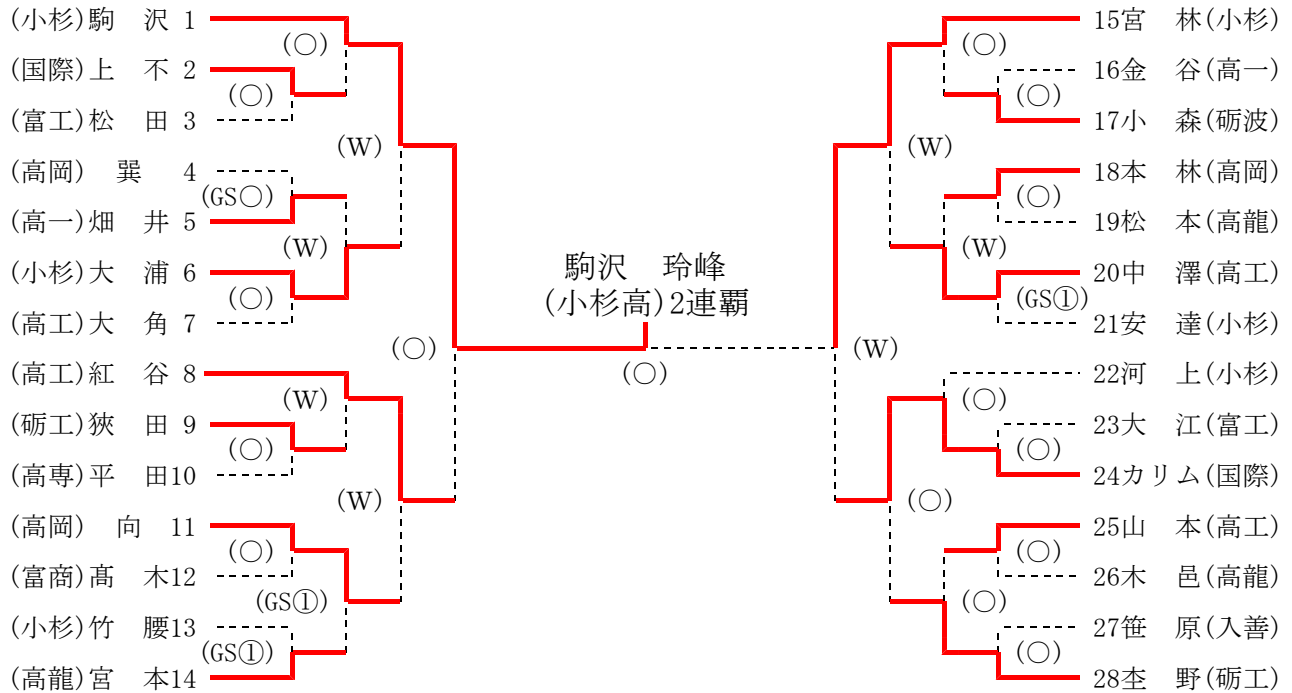 (小杉)駒　沢 1
(国際)上　不 2
(富工)松　田 3
(高岡)　巽　4
(高一)畑　井 5
(小杉)大　浦 6
(高工)大　角 7
(高工)紅　谷 8
(砺工)狹　田 9
(高専)平　田10
(高岡)　向　11
(富商)髙　木12
(小杉)竹　腰13
(高龍)宮　本14
(○)
(○)
(W)
(GS○)
(W)
(○)
(○)
(W)
(○)
(W)
(○)
(GS①)
(GS①)
駒沢　玲峰
(小杉高)2連覇
(○)
15宮　林(小杉)
16金　谷(高一)
17小　森(砺波)
18本　林(高岡)
19松　本(高龍)
20中　澤(高工)
21安　達(小杉)
22河　上(小杉)
23大　江(富工)
24カリム(国際)
25山　本(高工)
26木　邑(高龍)
27笹　原(入善)
28杢　野(砺工)
(○)
(○)
(W)
(○)
(W)
(GS①)
(W)
(○)
(○)
(○)
(○)
(○)
(○)